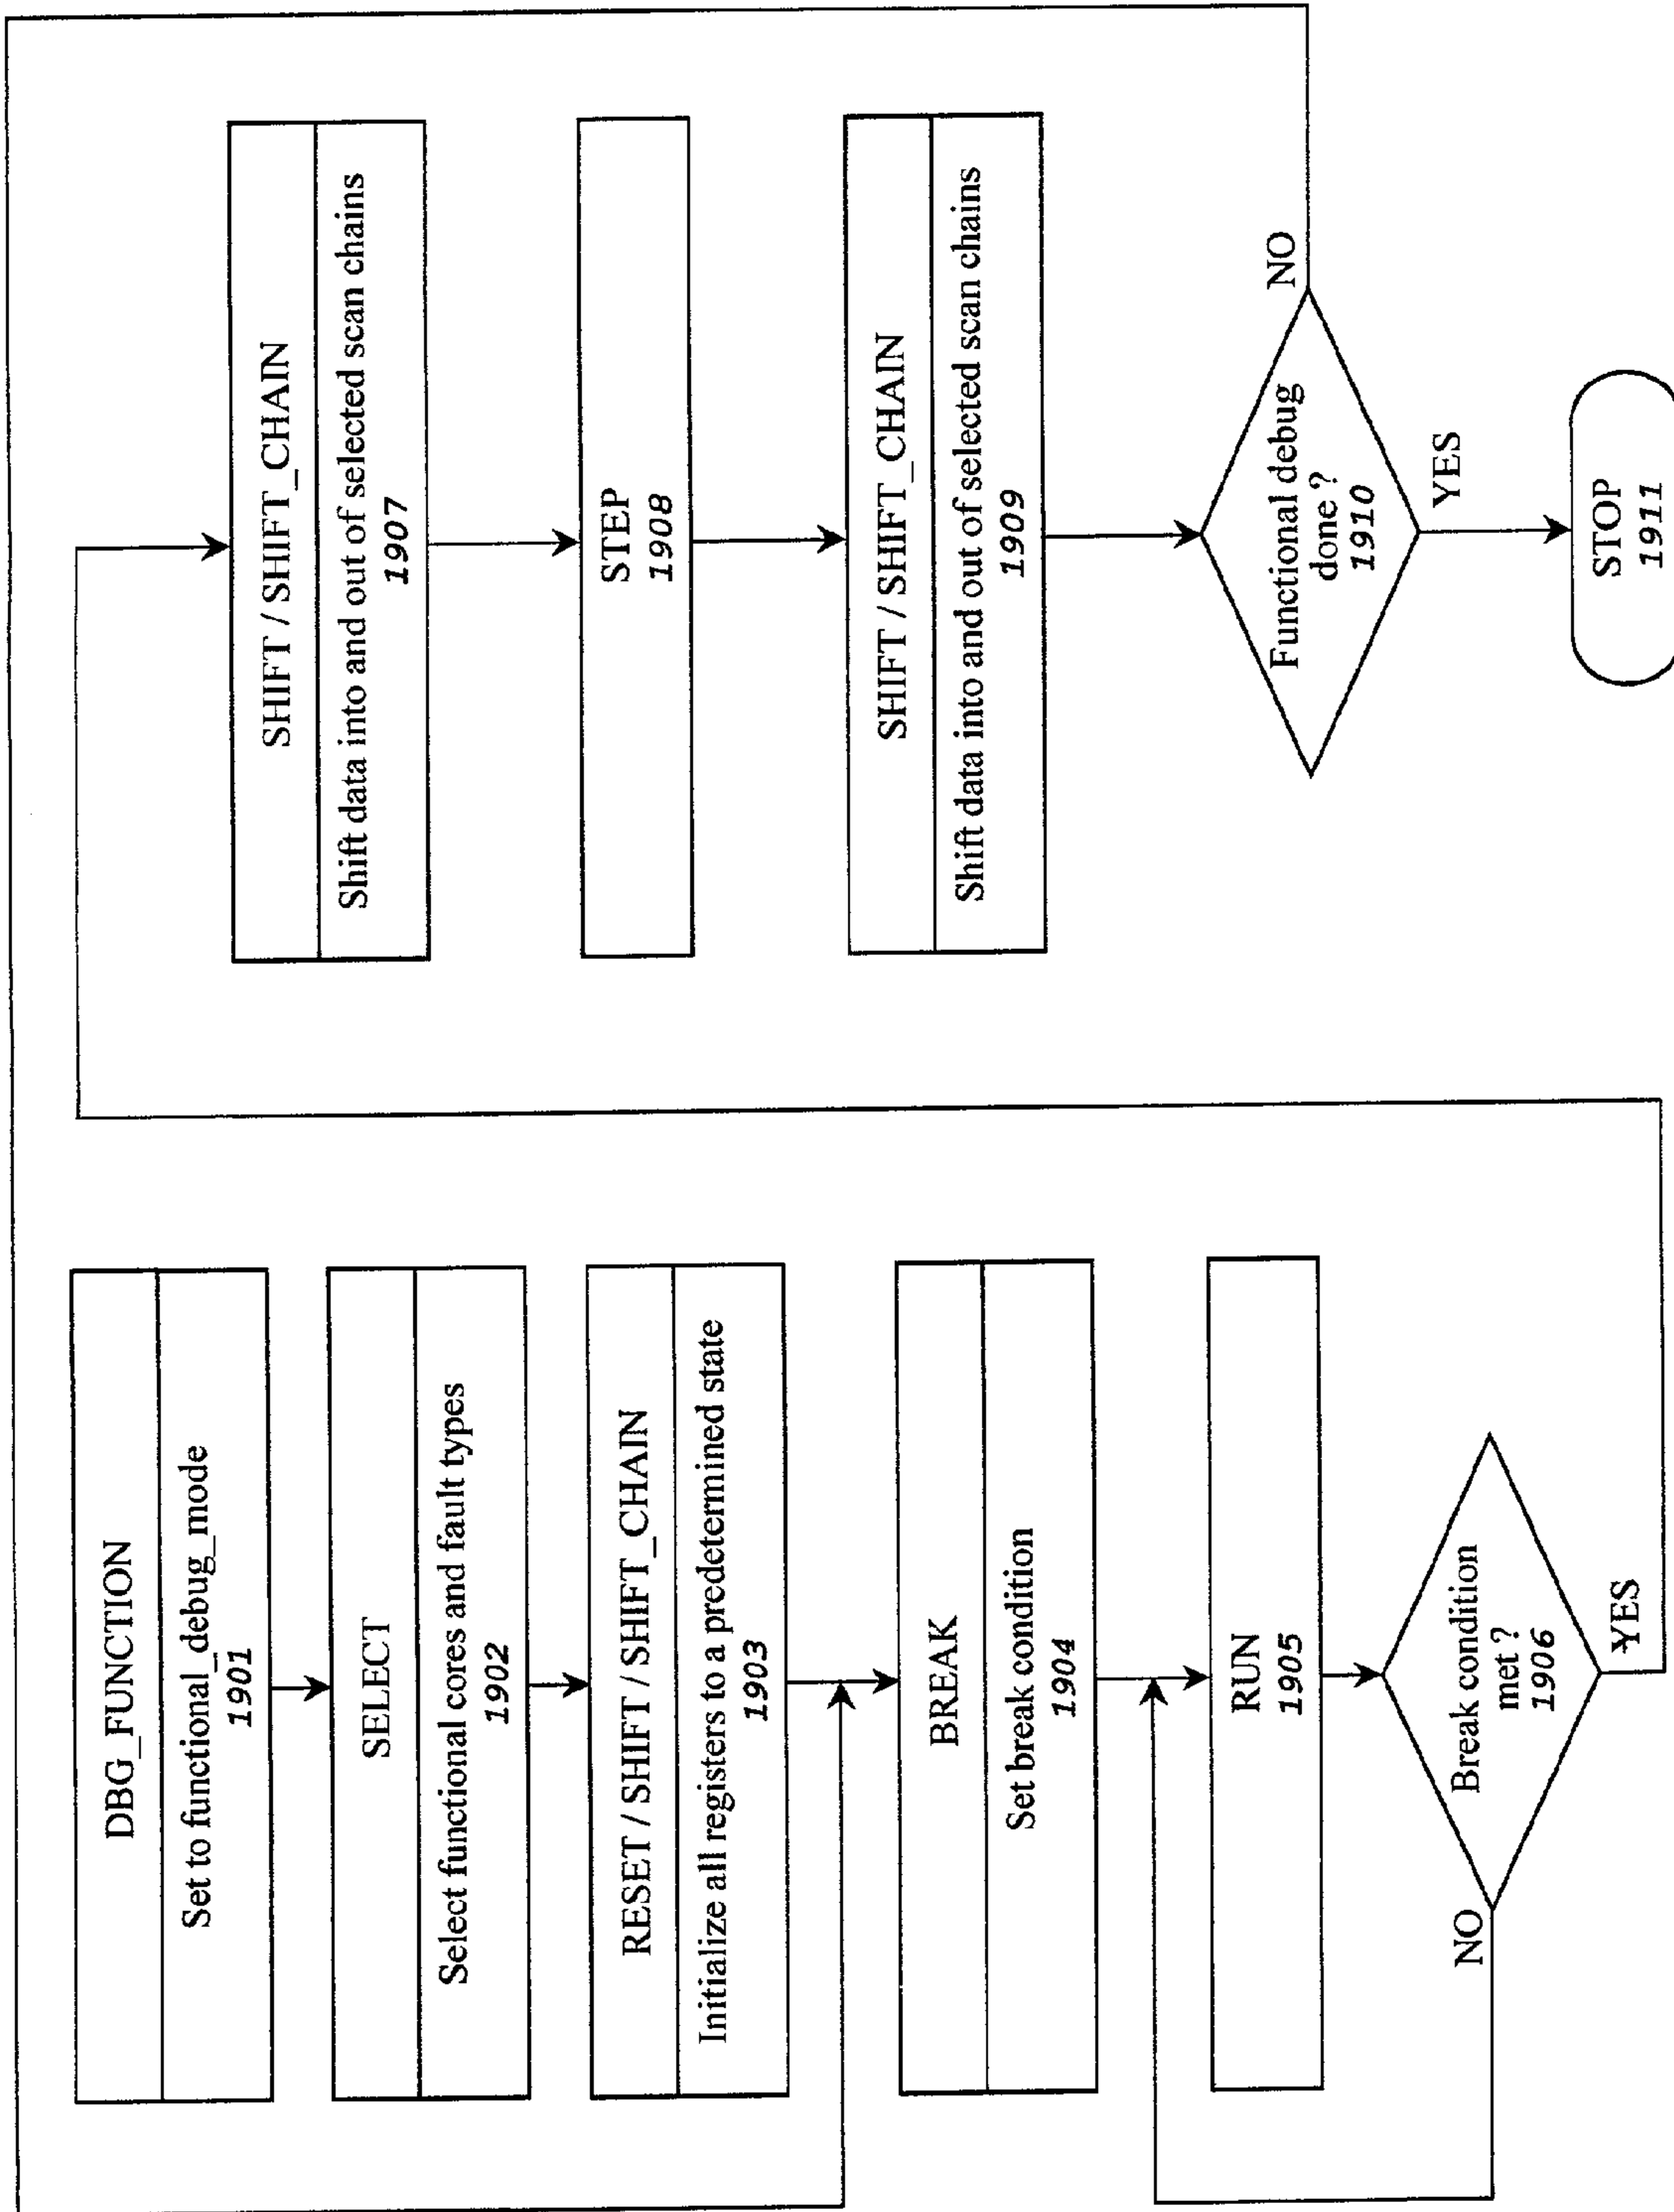 DBG_FUNCTION
Set to functional_debug_mode
1901
SELECT
Select functional cores and fault types
1902
RESET / SHIFT / SHIFT_CHAIN
Initialize all registers to a predetermined state
1903
BREAK
Set break condition
1904
RUN
1905
Break condition
met ?
1906
NO
YES
SHIFT / SHIFT_CHAIN
Shift data into and out of selected scan chains
1907
STEP
1908
SHIFT / SHIFT_CHAIN
Shift data into and out of selected scan chains
1909
Functional debug
done ?
1910
NO
YES
STOP
1911